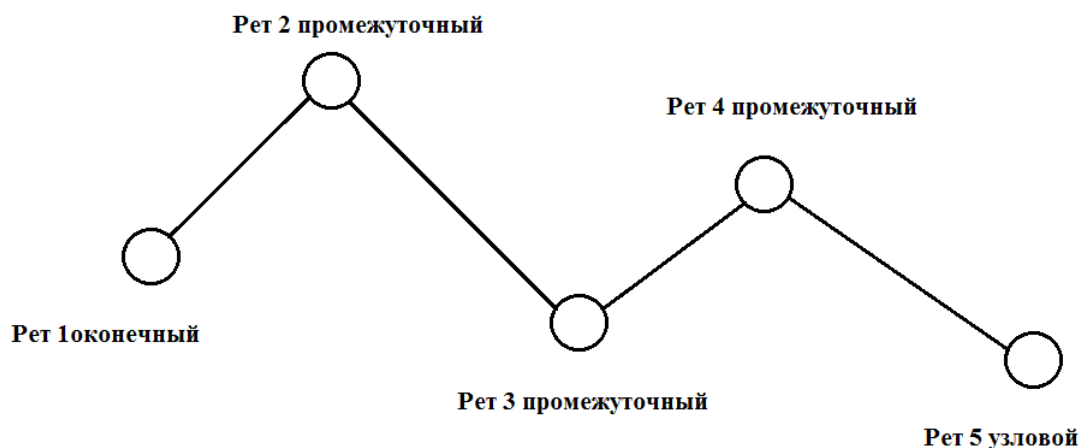 Рет 2 промежуточный
Рет 4 промежуточный
Рет 1оконечный
Рет 3 промежуточный
Рет 5 узловой